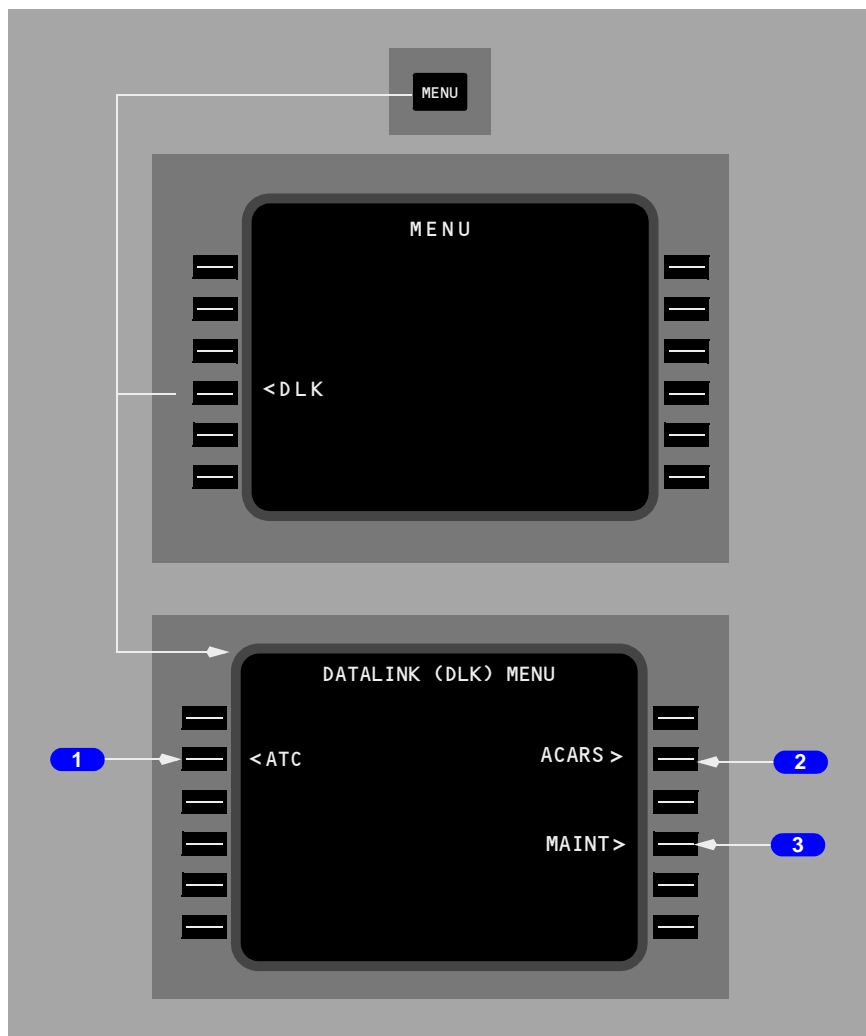 MENU
MENU
<DLK
DATALINK (DLK) MENU
1
<ATC
ACARS>
2
MAINT>
3